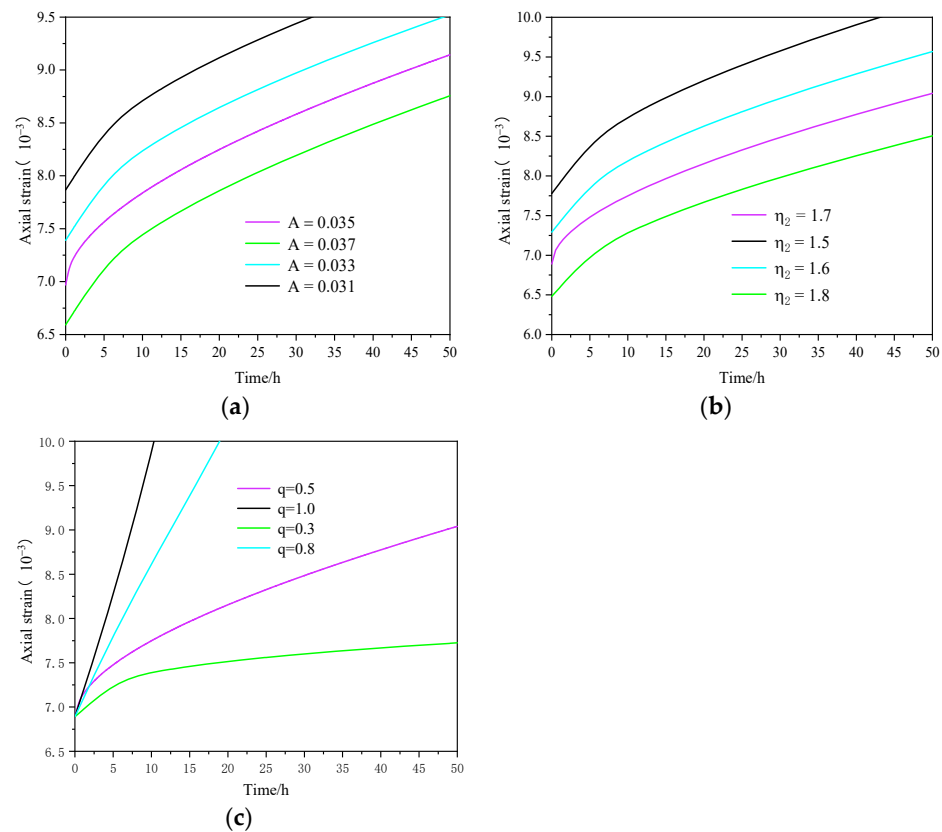 9.5
9.0
8.5
8.0
7.5
7.0
6.5
Axial strain( 10⁻³)
A = 0.035
A = 0.037
A = 0.033
A = 0.031
0 5 10 15 20 25 30 35 40 45 50
Time/h
(a)
10.0
9.5
9.0
8.5
8.0
7.5
7.0
6.5
6.0
Axial strain( 10⁻³)
η₂ = 1.7
η₂ = 1.5
η₂ = 1.6
η₂ = 1.8
0 5 10 15 20 25 30 35 40 45 50
Time/h
(b)
10.0
9.5
9.0
8.5
8.0
7.5
7.0
6.5
Axial strain( 10⁻³)
q=0.5
q=1.0
q=0.3
q=0.8
0 5 10 15 20 25 30 35 40 45 50
Time/h
(c)